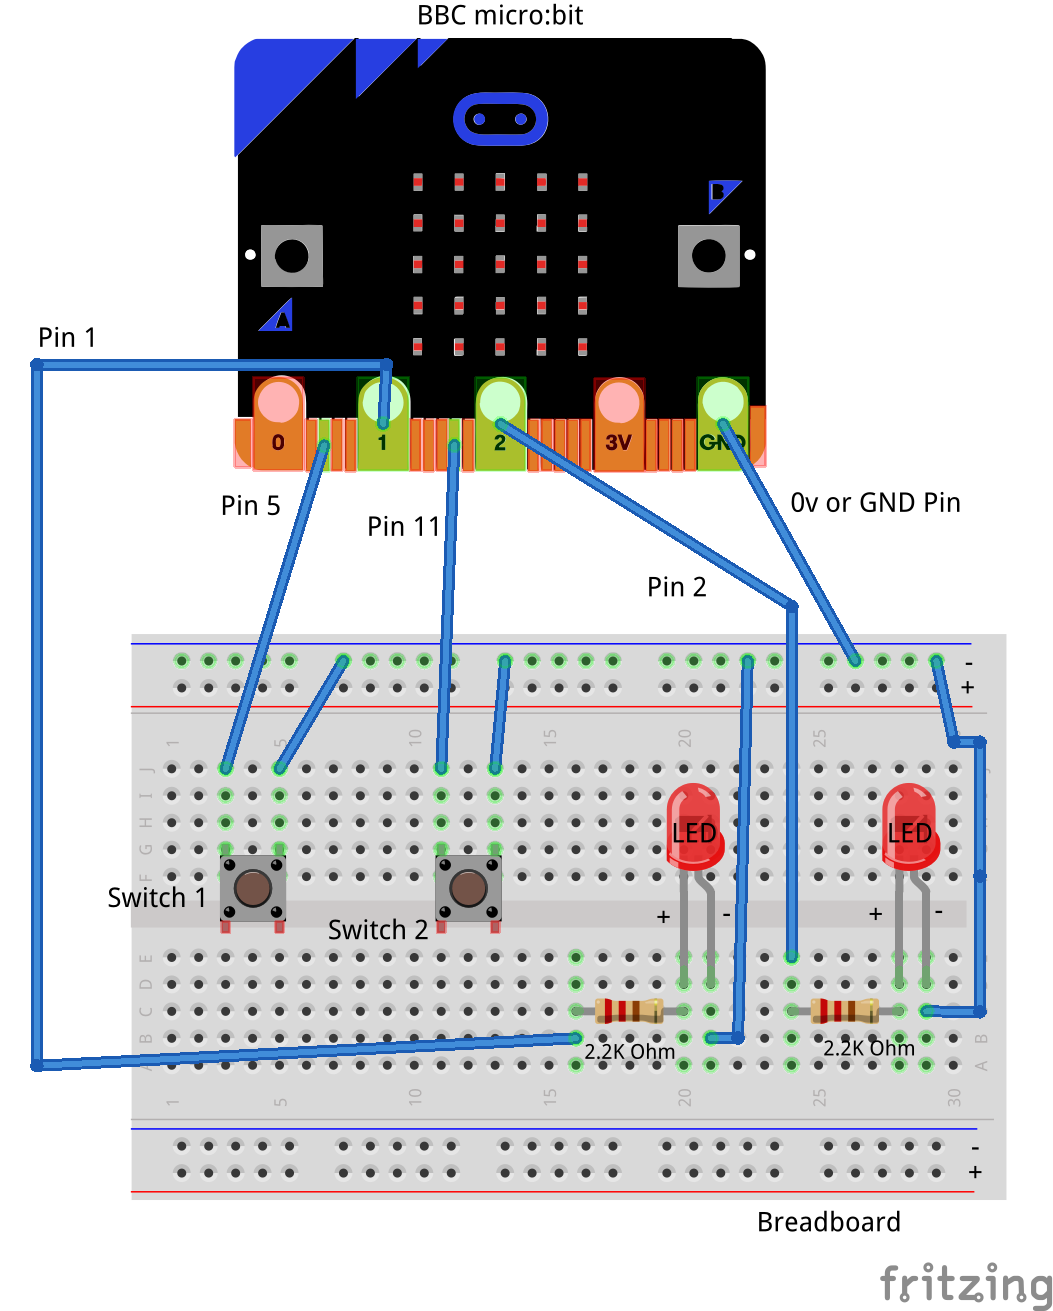 BBC micro:bit
B
A
Pin 1
0
1
2
3V
GND
Pin 5
Pin 11
0v or GND Pin
Pin 2
-
+
1
5
10
15
20
25
J
I
H
G
F
LED
LED
Switch 1
Switch 2
+
-
+
-
E
D
C
B
A
B
A
2.2K Ohm
2.2K Ohm
1
5
10
15
20
25
30
-
+
Breadboard
fritzing